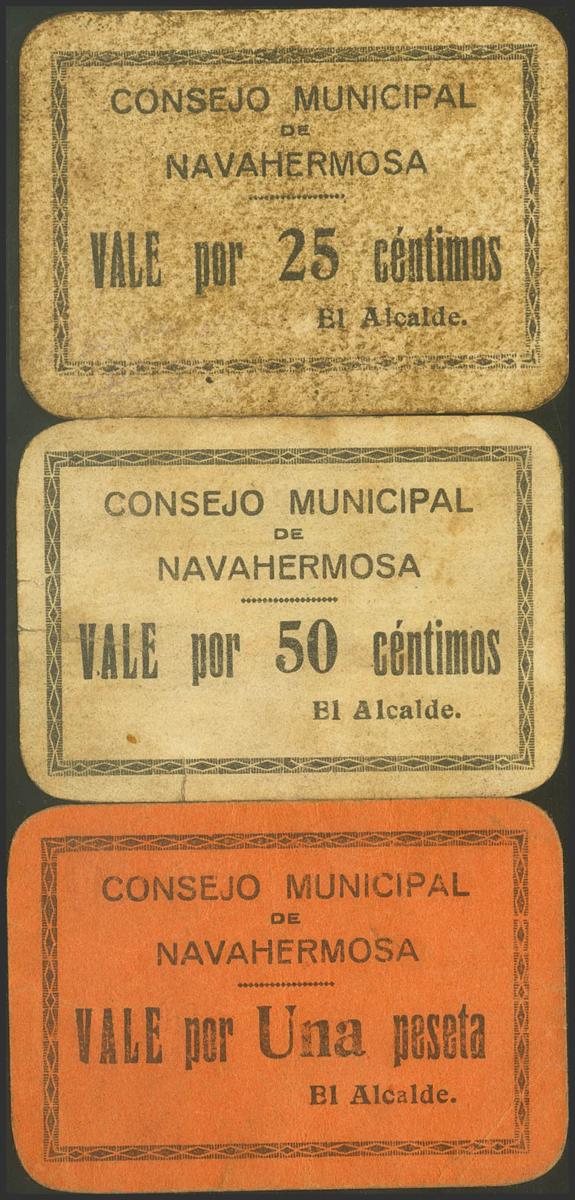 CONSEJO MUNICIPAL
DE
NAVAHERMOSA
VALE por 25 céntimos
El Alcalde.
CONSEJO MUNICIPAL
DE
NAVAHERMOSA
VALE por 50 céntimos
El Alcalde.
CONSEJO MUNICIPAL
DE
NAVAHERMOSA
VALE por Una peseta
El Alcalde.